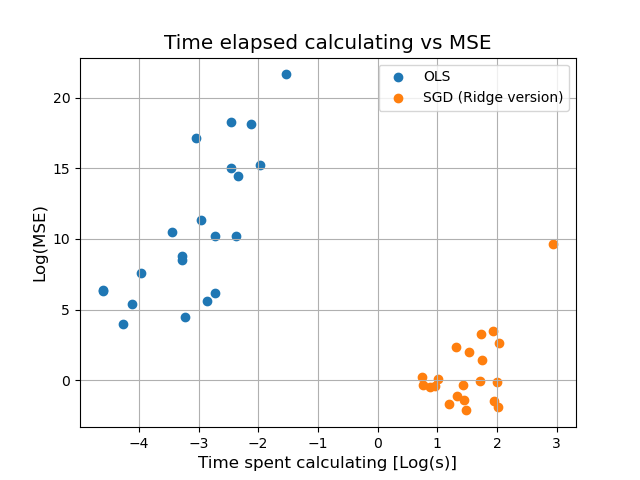 Time elapsed calculating vs MSE
OLS
SGD (Ridge version)
Log(MSE)
20
15
10
5
0
−4 −3 −2 −1 0 1 2 3
Time spent calculating [Log(s)]